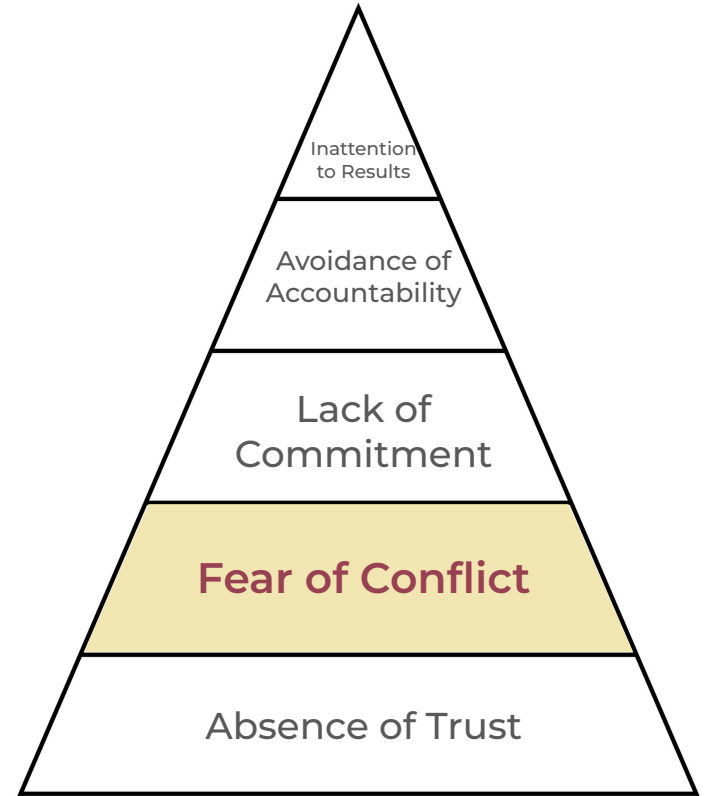 Inattention
to Results
Avoidance of
Accountability
Lack of
Commitment
Fear of Conflict
Absence of Trust